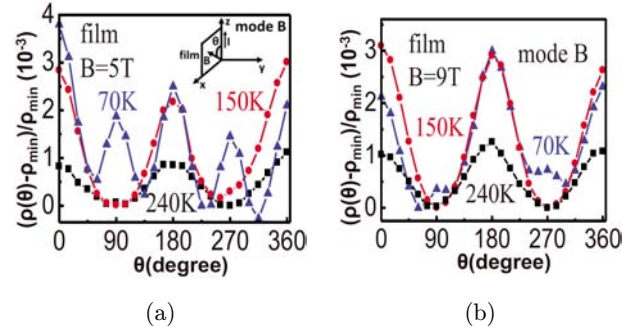 (ρ(θ)-ρmin)/ρmin (10⁻³)
4
3
2
1
0
film
B=5T
70K
150K
240K
mode B
z
I
θ
film
B
y
x
0 90 180 270 360
θ(degree)
(a)
(ρ(θ)-ρmin)/ρmin (10⁻³)
4
3
2
1
0
film
B=9T
mode B
150K
70K
240K
0 90 180 270 360
θ(degree)
(b)